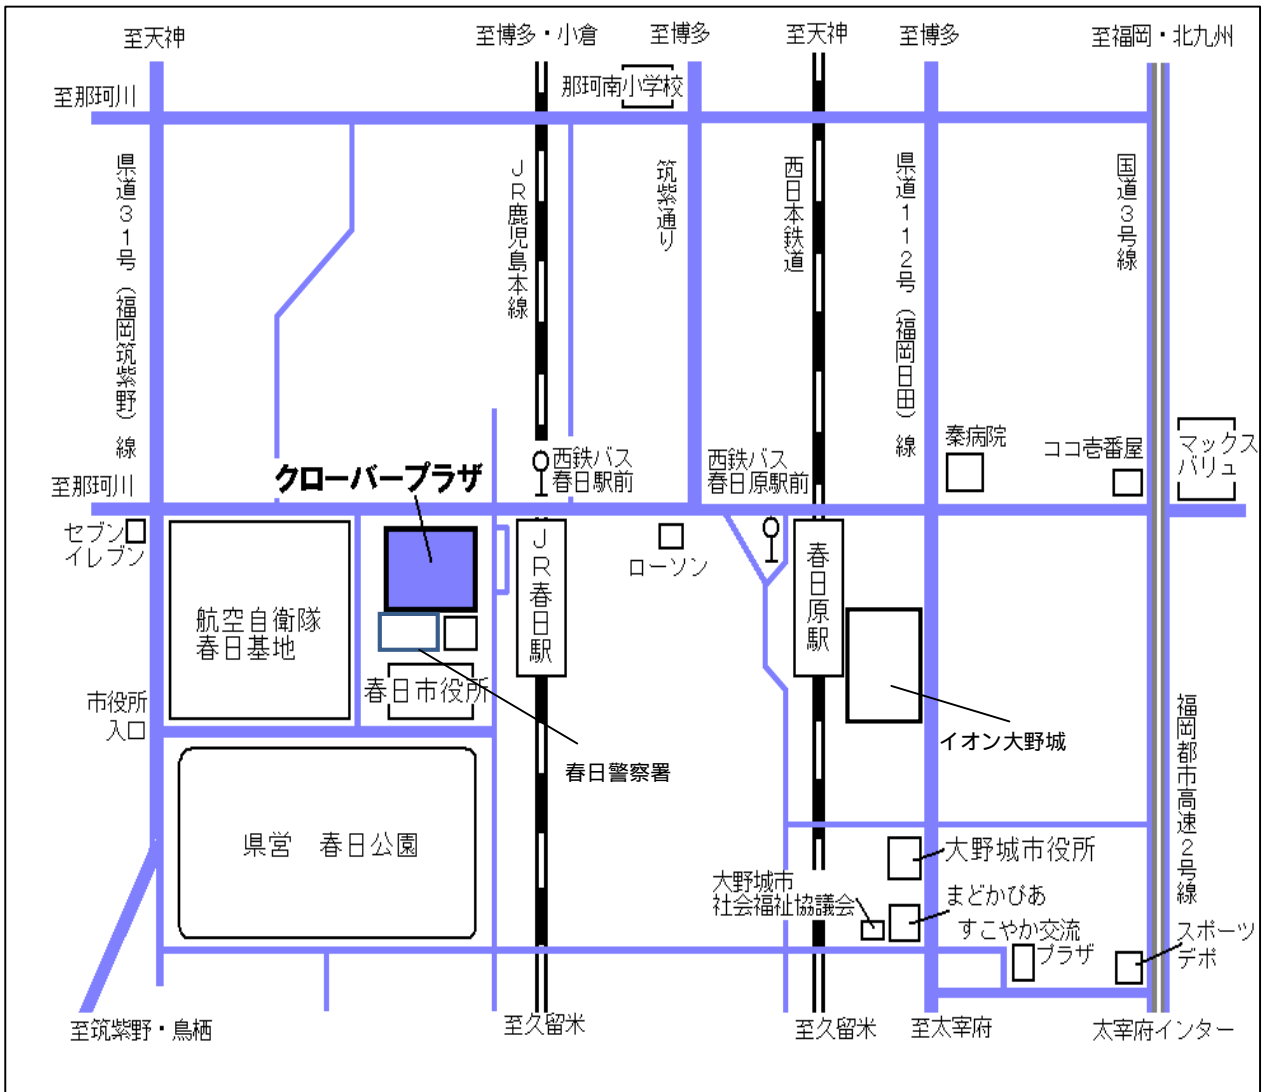 至天神
至博多・小倉
至博多
至天神
至博多
至福岡・北九州
至那珂川
那珂南小学校
県道31号（福岡筑紫野）線
JR鹿児島本線
筑紫通り
西日本鉄道
県道112号（福岡日田）線
国道3号線
秦病院
ココ壱番屋
マックス
バリュ
西鉄バス
春日駅前
西鉄バス
春日原駅前
クローバープラザ
至那珂川
セブン
イレブン
ローソン
JR春日駅
春日原駅
航空自衛隊
春日基地
春日市役所
市役所
入口
春日警察署
イオン大野城
福岡都市高速2号線
県営　春日公園
大野城市役所
大野城市
社会福祉協議会
まどかぴあ
すこやか交流
プラザ
スポーツ
デポ
至筑紫野・鳥栖
至久留米
至久留米
至太宰府
太宰府インター